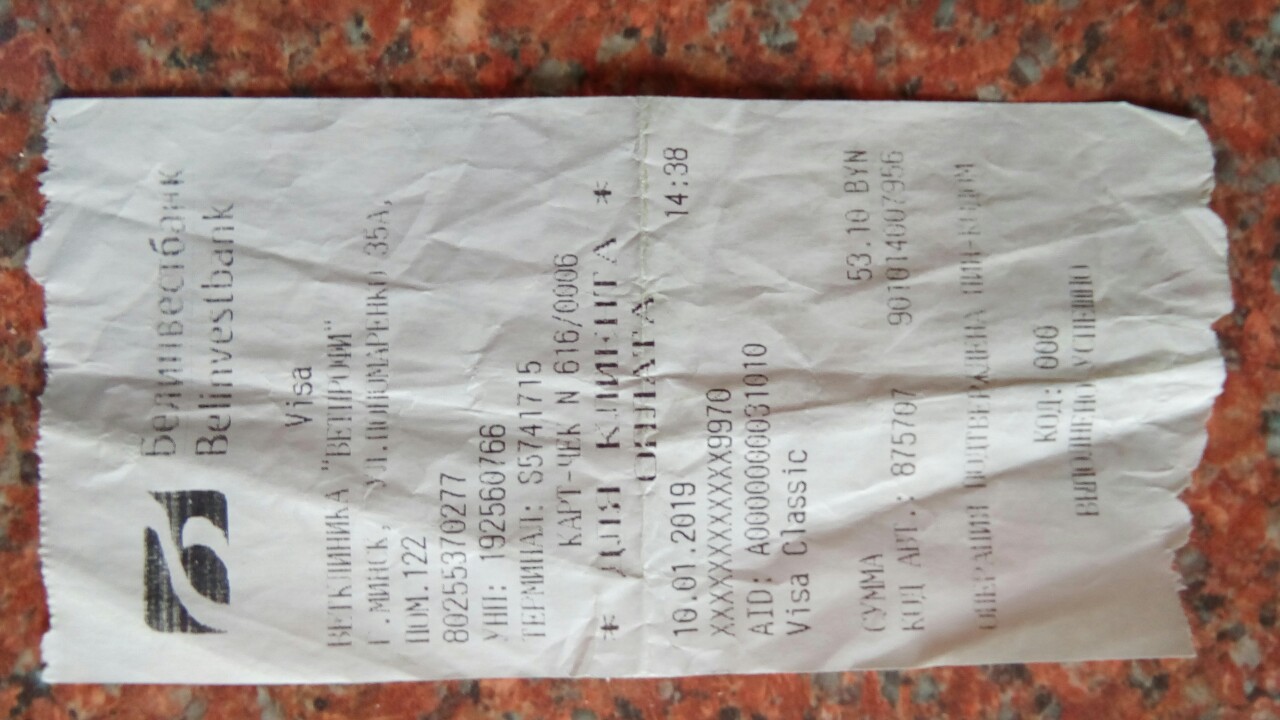 Белинвестбанк
Belinvestbank
Visa
ВЕТКЛИНИКА "ВЕТПРОФИ"
Г.МИНСК, УЛ.ПОНОМАРЕНКО 35А,
ПОМ.122
80255370277
УНП: 192560766
ТЕРМИНАЛ: S5741715
КАРТ-ЧЕК N 616/0006
* ДЛЯ КЛИЕНТА *
ОПЛАТА
10.01.2019 14:38
XXXXXXXXXXXX9970
AID: A0000000031010
Visa Classic
СУММА 53.10 BYN
КОД АВТ.: 875707 901014007956
ОПЕРАЦИЯ ПОДТВЕРЖДЕНА ПИН-КОДОМ
КОД: 000
ВЫПОЛНЕНО УСПЕШНО